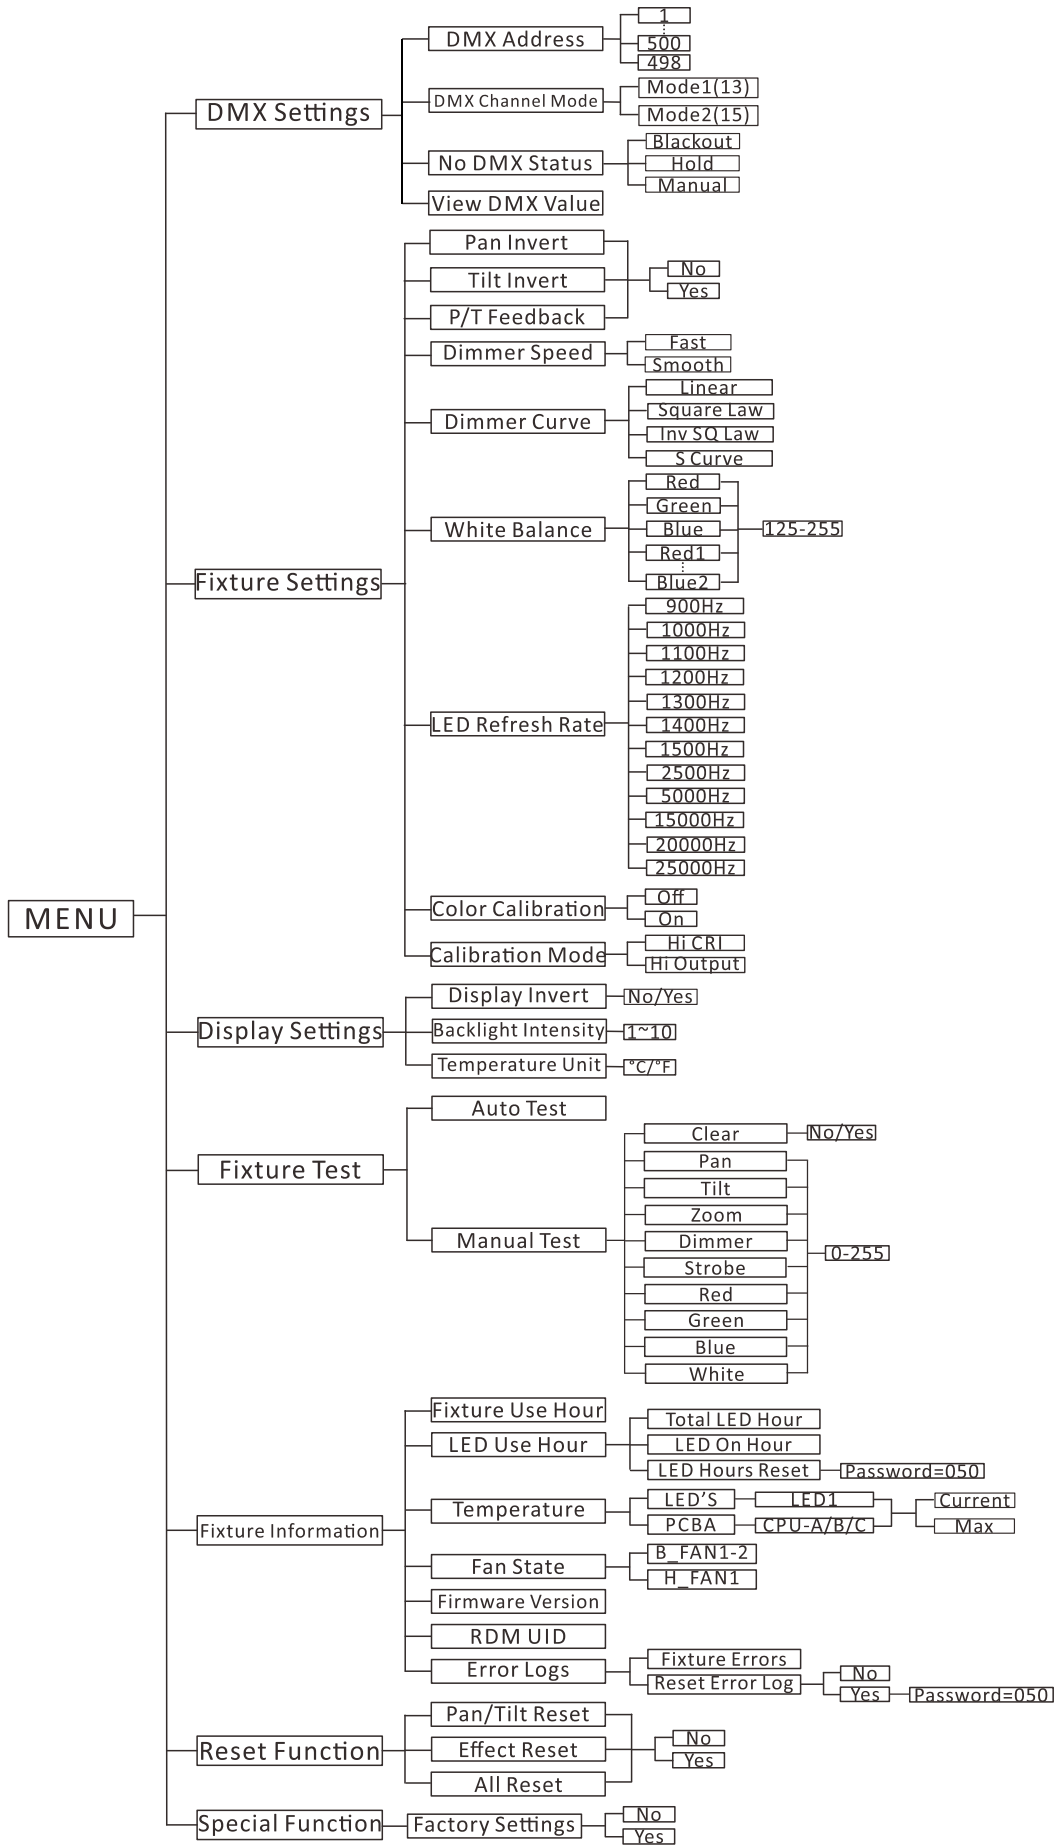 MENU
DMX Settings
DMX Address
1
500
498
DMX Channel Mode
Mode1(13)
Mode2(15)
No DMX Status
Blackout
Hold
Manual
View DMX Value
Fixture Settings
Pan Invert
Tilt Invert
P/T Feedback
No
Yes
Dimmer Speed
Fast
Smooth
Dimmer Curve
Linear
Square Law
Inv SQ Law
S Curve
White Balance
Red
Green
Blue
Red1
Blue2
125-255
LED Refresh Rate
900Hz
1000Hz
1100Hz
1200Hz
1300Hz
1400Hz
1500Hz
2500Hz
5000Hz
15000Hz
20000Hz
25000Hz
Color Calibration
Off
On
Calibration Mode
Hi CRI
Hi Output
Display Settings
Display Invert
No/Yes
Backlight Intensity
1~10
Temperature Unit
°C/°F
Fixture Test
Auto Test
Manual Test
Clear
No/Yes
Pan
Tilt
Zoom
Dimmer
Strobe
Red
Green
Blue
White
0-255
Fixture Information
Fixture Use Hour
LED Use Hour
Total LED Hour
LED On Hour
LED Hours Reset
Password=050
Temperature
LED’S
LED1
PCBA
CPU-A/B/C
Current
Max
Fan State
B_FAN1-2
H_FAN1
Firmware Version
RDM UID
Error Logs
Fixture Errors
Reset Error Log
No
Yes
Password=050
Reset Function
Pan/Tilt Reset
Effect Reset
All Reset
No
Yes
Special Function
Factory Settings
No
Yes